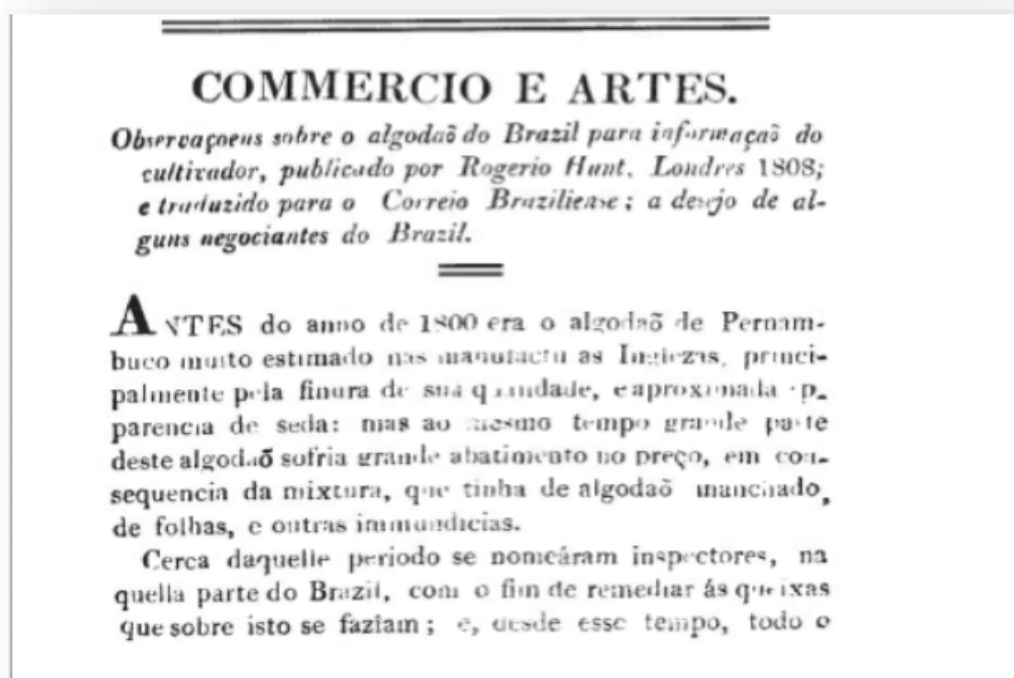 COMMERCIO E ARTES.
Observaçoens sobre o algodaõ do Brazil para informaçaõ do
cultivador, publicado por Rogerio Hunt, Londres 1808;
e traduzido para o Correio Braziliense; a desejo de al-
guns negociantes do Brazil.
ANTES do anno de 1800 era o algodaõ de Pernam-
buco muito estimado nas manufactu as Inglezas, princi-
palmente pela finura de sua e aproximada
parencia de seda: mas ao mesmo tempo grande parte
deste algodaõ sofria grande abatimento no preço, em con-
sequencia da mixtura, que tinha de algodaõ manchado,
de folhas, e outras immundicias.
Cerca daquelle periodo se nomeáram inspectores, na
quella parte do Brazil, com o fim de remediar ás queixas
que sobre isto se faziam; e, desde esse tempo, todo o